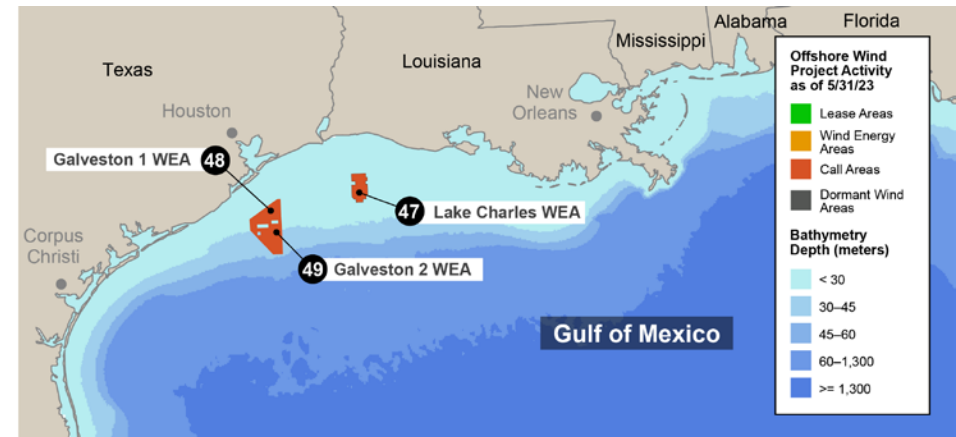 Alabama
Florida
Mississippi
Louisiana
Texas
Houston
New
Orleans
Galveston 1 WEA
48
47
Lake Charles WEA
49
Galveston 2 WEA
Corpus
Christi
Gulf of Mexico
Offshore Wind
Project Activity
as of 5/31/23
Lease Areas
Wind Energy
Areas
Call Areas
Dormant Wind
Areas
Bathymetry
Depth (meters)
< 30
30–45
45–60
60–1,300
>= 1,300